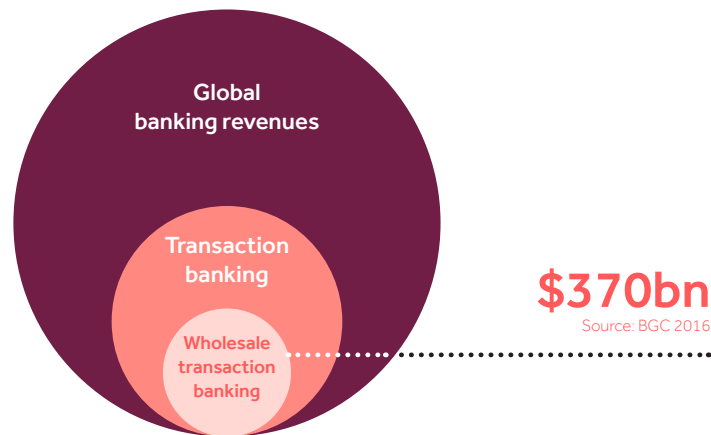 Global
banking revenues
Transaction
banking
$370bn
Source: BGC 2016
Wholesale
transaction
banking